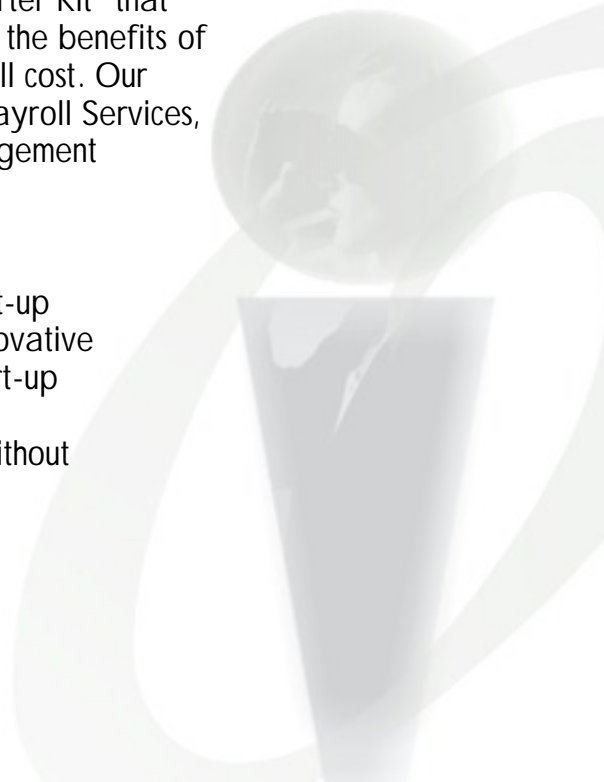 the benefits of
ll cost. Our
ayroll Services,
gement
t-up
ovative
rt-up
ithout